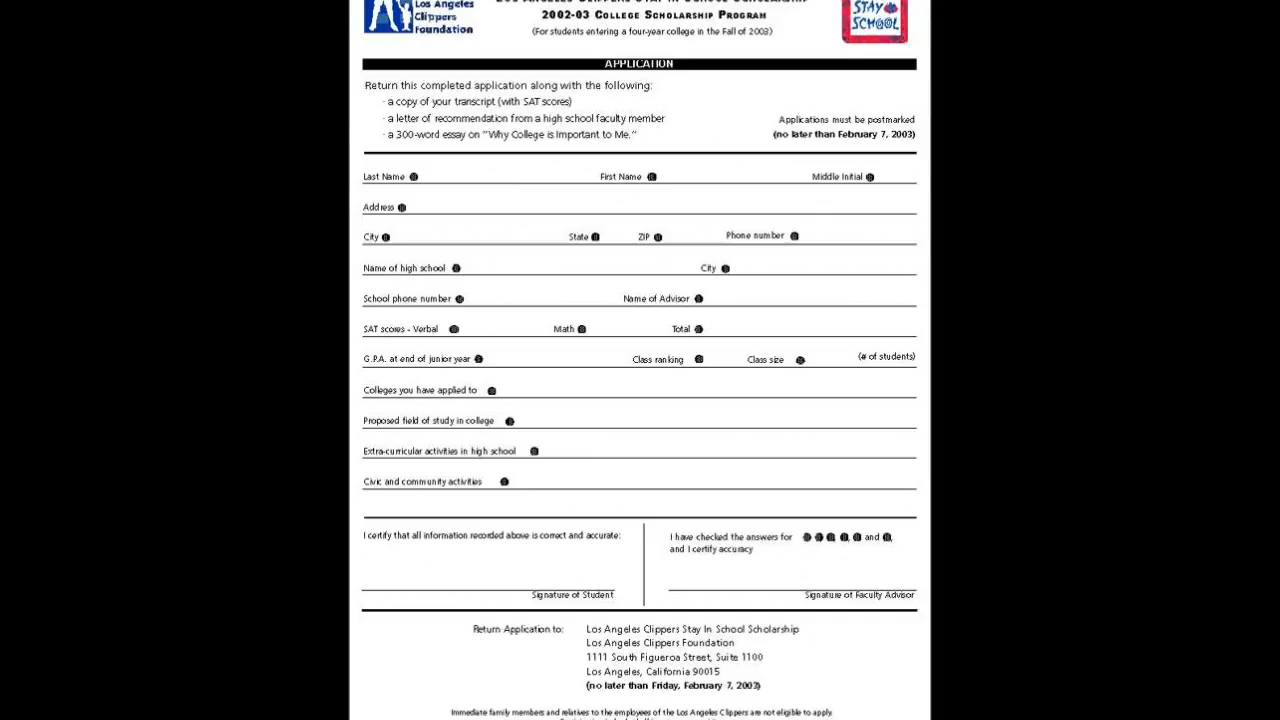 Los Angeles
Clippers
Foundation
LOS ANGELES CLIPPERS STAY IN SCHOOL SCHOLARSHIP
2002-03 COLLEGE SCHOLARSHIP PROGRAM
(For students entering a four-year college in the Fall of 2003)
STAY IN
SCHOOL
APPLICATION
Return this completed application along with the following:
- a copy of your transcript (with SAT scores)
- a letter of recommendation from a high school faculty member
- a 300-word essay on "Why College is Important to Me."
Applications must be postmarked
(no later than February 7, 2003)
Last Name First Name Middle Initial
Address
City State ZIP Phone number
Name of high school City
School phone number Name of Advisor
SAT scores - Verbal Math Total
G.P.A. at end of junior year Class ranking Class size (# of students)
Colleges you have applied to
Proposed field of study in college
Extra-curricular activities in high school
Civic and community activities
I certify that all information recorded above is correct and accurate:
Signature of Student
I have checked the answers for , , and ,
and I certify accuracy
Signature of Faculty Advisor
Return Application to: Los Angeles Clippers Stay In School Scholarship
Los Angeles Clippers Foundation
1111 South Figueroa Street, Suite 1100
Los Angeles, California 90015
(no later than Friday, February 7, 2003)
Immediate family members and relatives to the employees of the Los Angeles Clippers are not eligible to apply.